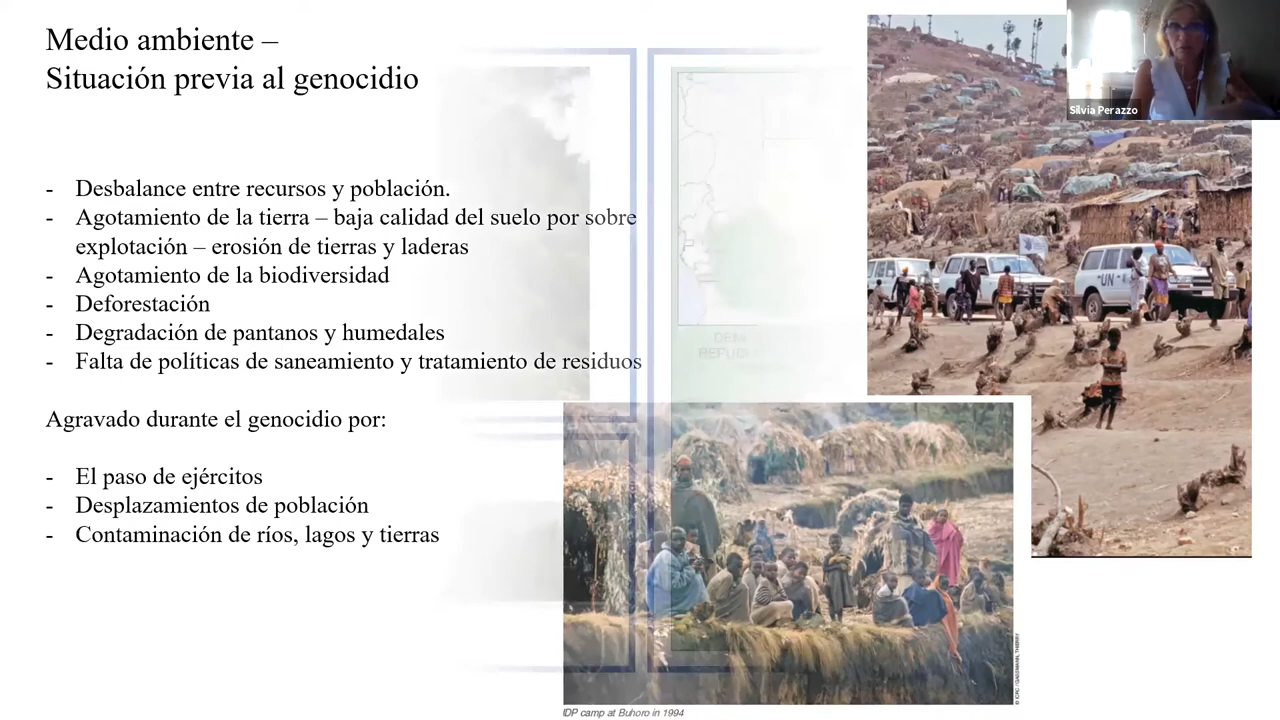 Medio ambiente –
Situación previa al genocidio
- Desbalance entre recursos y población.
- Agotamiento de la tierra – baja calidad del suelo por sobre
explotación – erosión de tierras y laderas
- Agotamiento de la biodiversidad
- Deforestación
- Degradación de pantanos y humedales
- Falta de políticas de saneamiento y tratamiento de residuos
Agravado durante el genocidio por:
- El paso de ejércitos
- Desplazamientos de población
- Contaminación de ríos, lagos y tierras
Silvia Perazzo
UN
© ICRC / GASSMANN, THIERRY
IDP camp at Buhoro in 1994